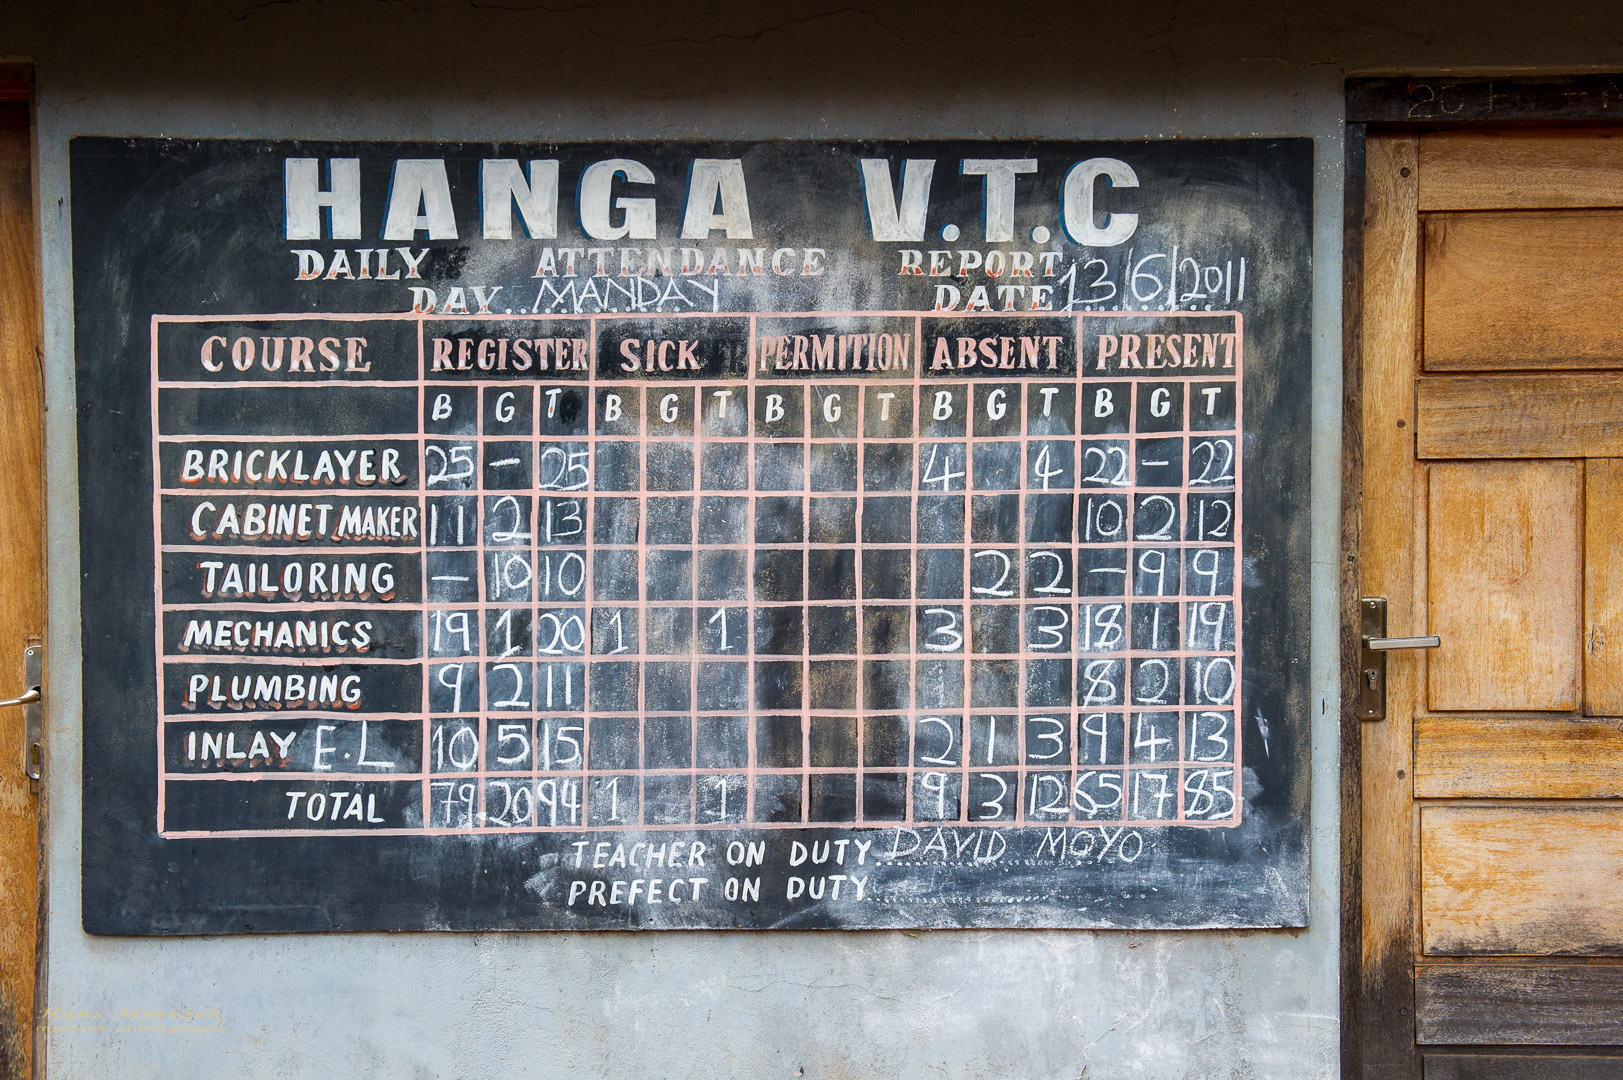 HANGA V.T.C
DAILY ATTENDANCE REPORT
DAY MANDAY DATE 13/6/2011
COURSE REGISTER SICK PERMITION ABSENT PRESENT
B G T B G T B G T B G T B G T
BRICKLAYER 25 - 25 4 4 22 - 22
CABINET MAKER 11 2 13 10 2 12
TAILORING - 10 10 2 2 - 9 9
MECHANICS 19 1 20 1 1 3 3 18 1 19
PLUMBING 9 2 11 8 2 10
INLAY E.L 10 5 15 2 1 3 9 4 13
TOTAL 79 20 94 1 1 9 3 12 65 17 85
TEACHER ON DUTY DAVID MOYO
PREFECT ON DUTY